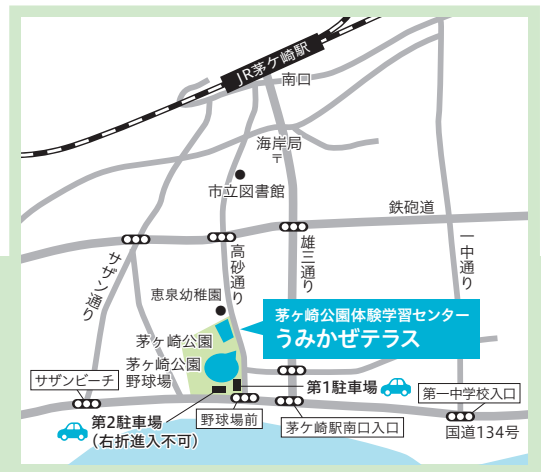 JR茅ケ崎駅
南口
海岸局
〒
市立図書館
鉄砲道
サザン通り
高砂通り
雄三通り
一中通り
恵泉幼稚園
茅ヶ崎公園体験学習センター
うみかぜテラス
茅ヶ崎公園
茅ヶ崎公園
野球場
サザンビーチ
第1駐車場
第一中学校入口
第2駐車場
(右折進入不可)
野球場前
茅ケ崎駅南口入口
国道134号